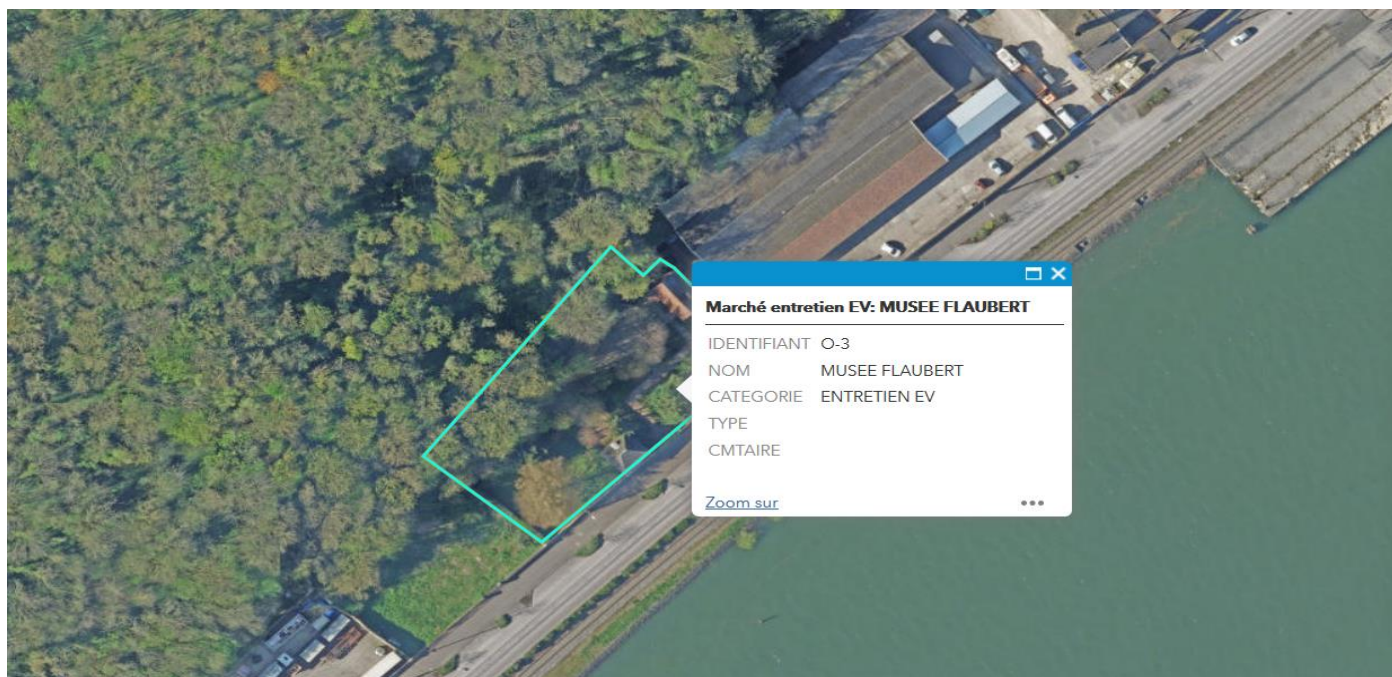 Marché entretien EV: MUSEE FLAUBERT
IDENTIFIANT O-3
NOM MUSEE FLAUBERT
CATEGORIE ENTRETIEN EV
TYPE
CMTAIRE
Zoom sur